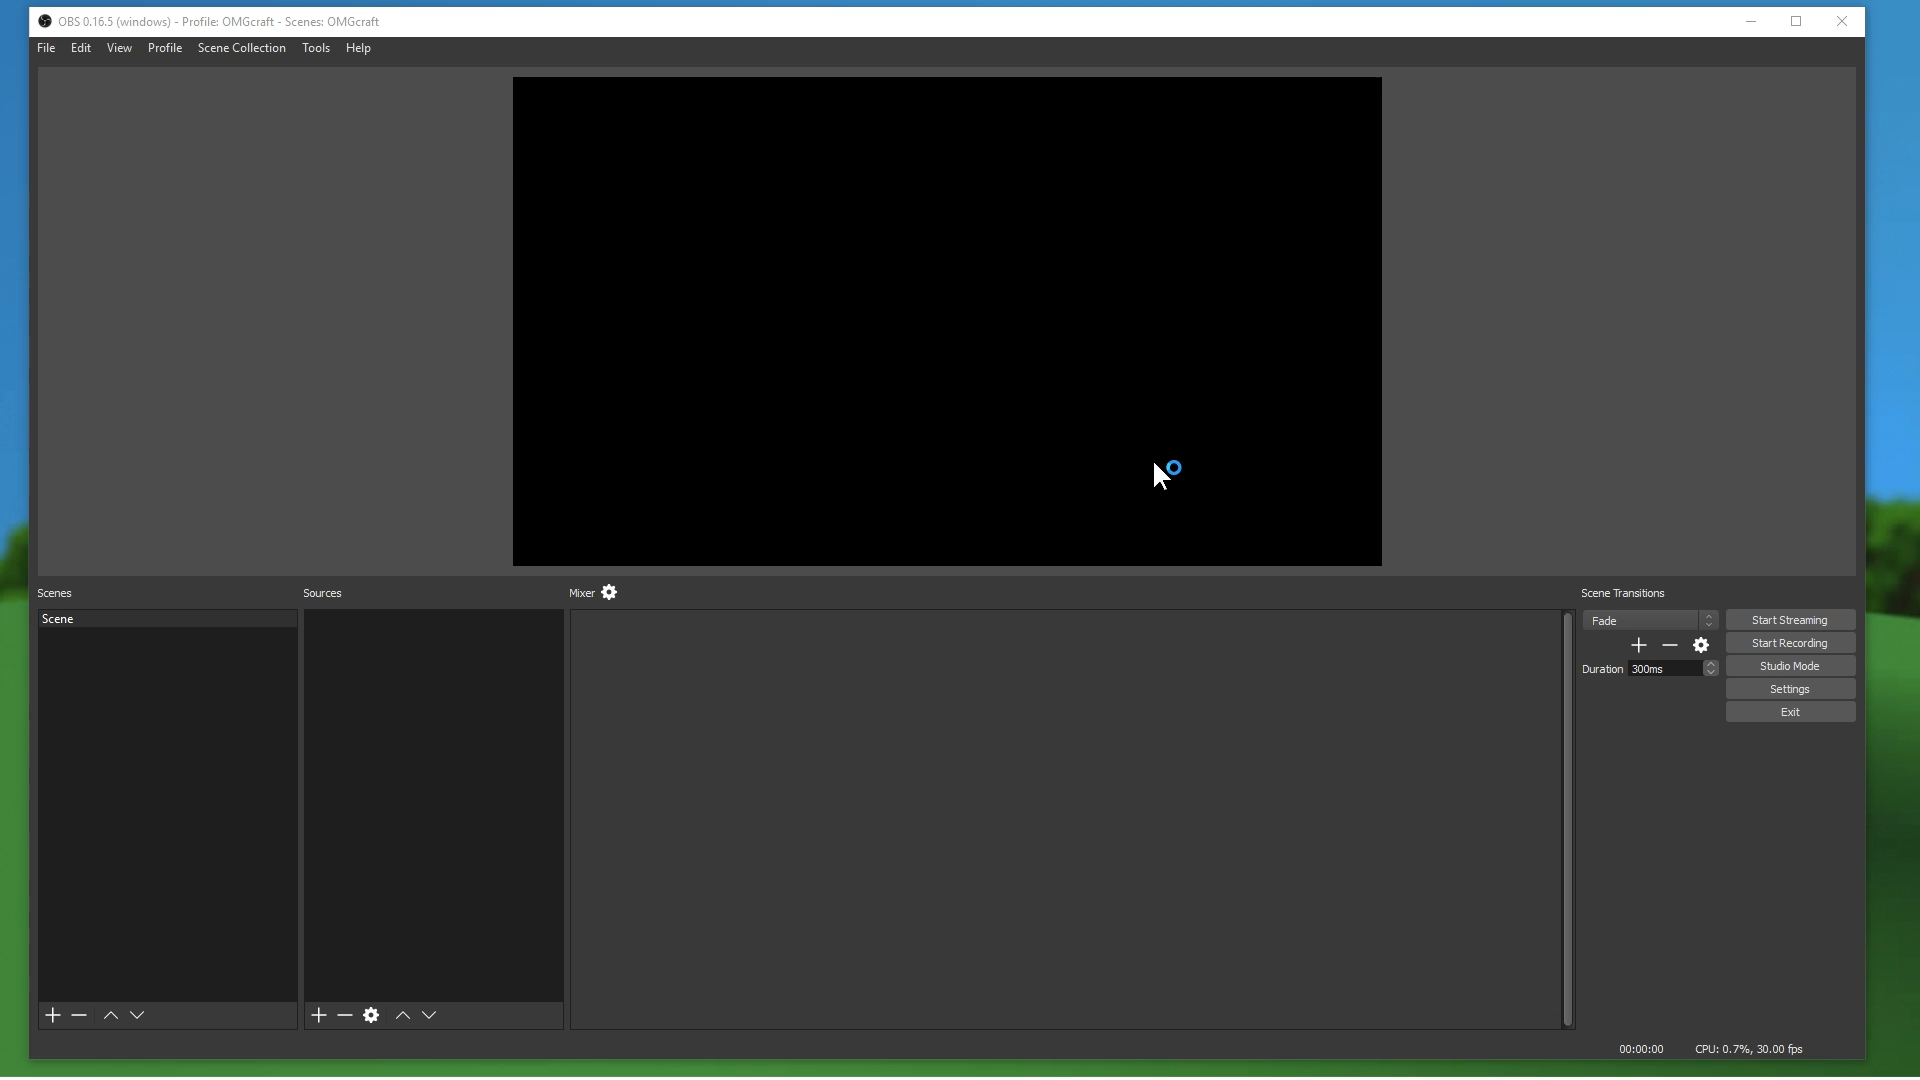 OBS 0.16.5 (windows) - Profile: OMGcraft - Scenes: OMGcraft
File Edit View Profile Scene Collection Tools Help
Scenes
Sources
Mixer
Scene Transitions
Scene
Fade
Start Streaming
Start Recording
Duration 300ms
Studio Mode
Settings
Exit
00:00:00 CPU: 0.7%, 30.00 fps